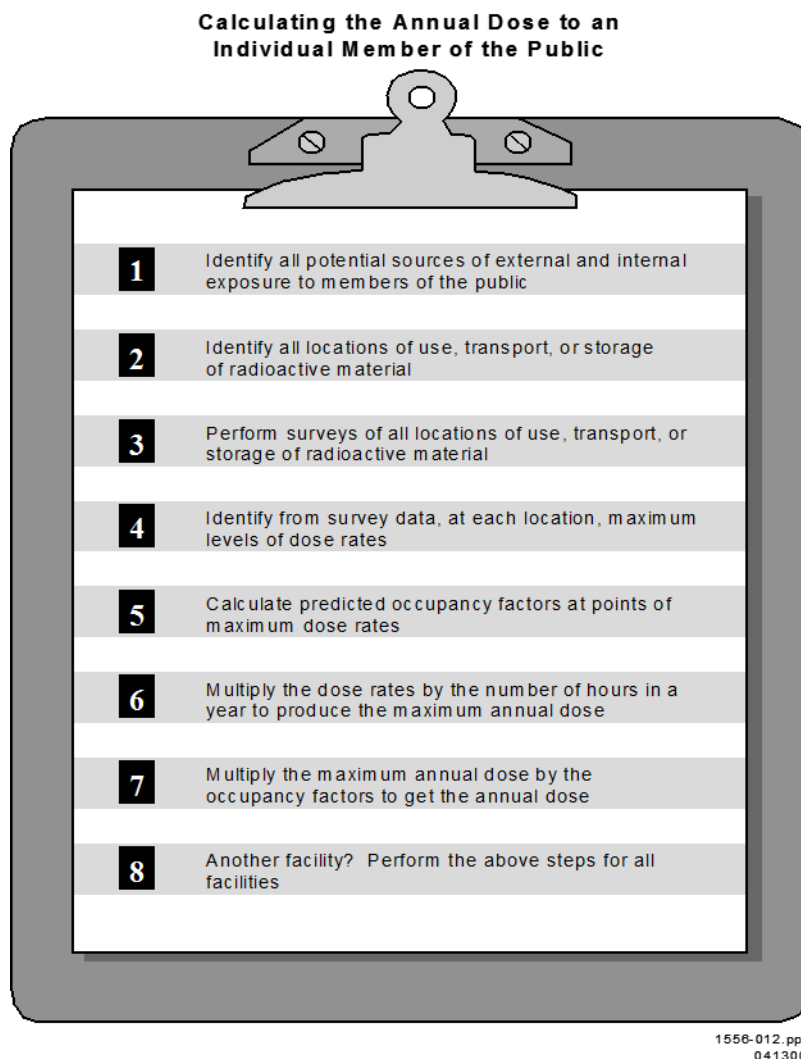 Calculating the Annual Dose to an
Individual Member of the Public
1
Identify all potential sources of external and internal
exposure to members of the public
2
Identify all locations of use, transport, or storage
of radioactive material
3
Perform surveys of all locations of use, transport, or
storage of radioactive material
4
Identify from survey data, at each location, maximum
levels of dose rates
5
Calculate predicted occupancy factors at points of
maximum dose rates
6
Multiply the dose rates by the number of hours in a
year to produce the maximum annual dose
7
Multiply the maximum annual dose by the
occupancy factors to get the annual dose
8
Another facility? Perform the above steps for all
facilities
1556-012.pp
041300